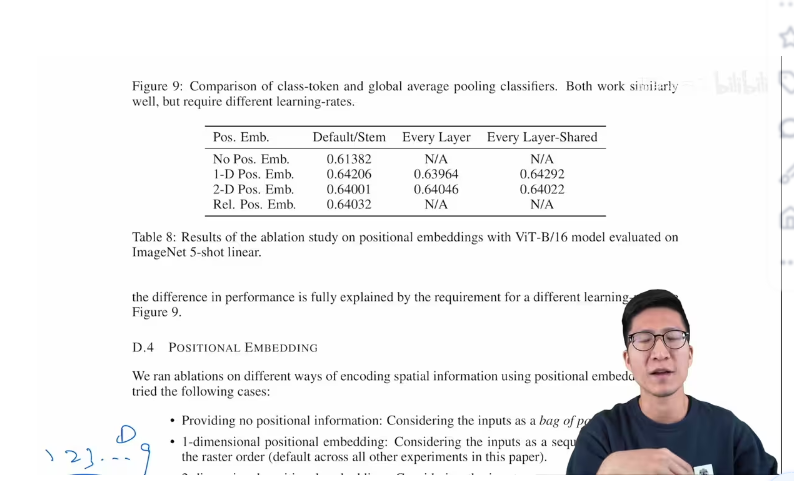 bilibili
Figure 9: Comparison of class-token and global average pooling classifiers. Both work similarly
well, but require different learning-rates.
Pos. Emb. Default/Stem Every Layer Every Layer-Shared
No Pos. Emb. 0.61382 N/A N/A
1-D Pos. Emb. 0.64206 0.63964 0.64292
2-D Pos. Emb. 0.64001 0.64046 0.64022
Rel. Pos. Emb. 0.64032 N/A N/A
Table 8: Results of the ablation study on positional embeddings with ViT-B/16 model evaluated on
ImageNet 5-shot linear.
the difference in performance is fully explained by the requirement for a different learning-
Figure 9.
D.4 POSITIONAL EMBEDDING
We ran ablations on different ways of encoding spatial information using positional
tried the following cases:
• Providing no positional information: Considering the inputs as a bag of
• 1-dimensional positional embedding: Considering the inputs as a
the raster order (default across all other experiments in this paper).
D
1 2 3 . - - 9